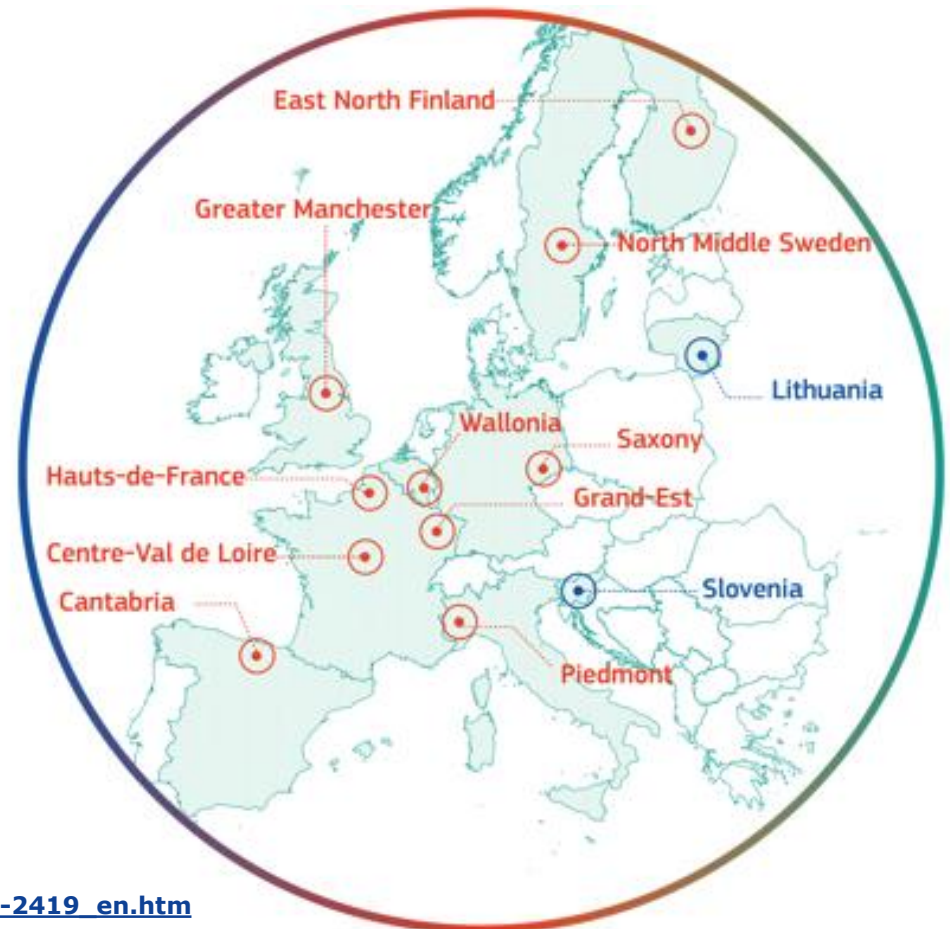 East North Finland
Greater Manchester
North Middle Sweden
Lithuania
Wallonia
Saxony
Hauts-de-France
Grand-Est
Centre-Val de Loire
Cantabria
Slovenia
Piedmont
-2419_en.htm